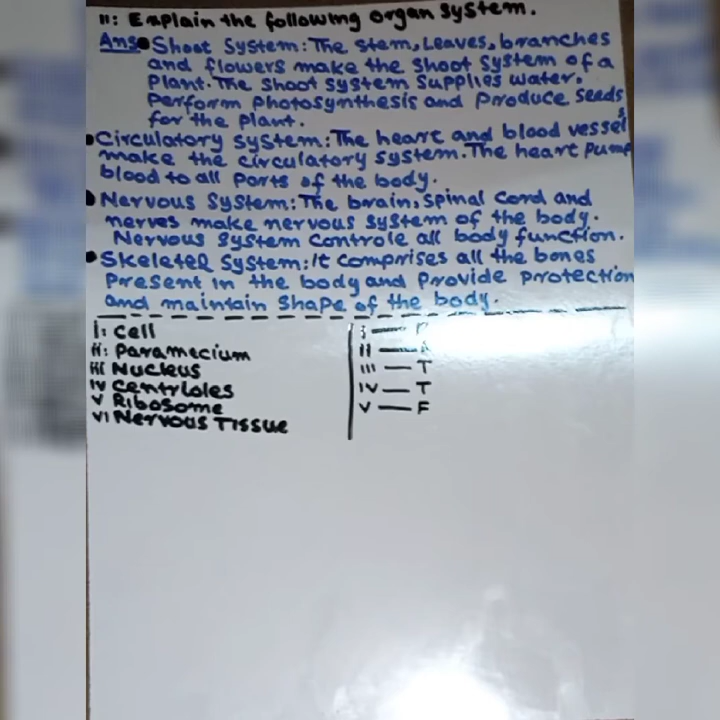 11: Explain the following organ system.
Ans Shoot System: The stem, Leaves, branches
and flowers make the shoot system of a
Plant. The shoot system supplies water.
Perform photosynthesis and produce seeds
for the plant.
Circulatory system: The heart and blood vessel
make the circulatory system. The heart pump
blood to all parts of the body.
Nervous System: The brain, Spinal cord and
nerves make nervous system of the body.
Nervous system controle all body function.
Skeletel system: It comprises all the bones
Present in the body and provide protection
and maintain shape of the body.
i: Cell
ii: Paramecium
iii Nucleus
iv Centrioles
v Ribosome
vi Nervous Tissue
i —
ii —
iii — T
iv — T
v — F